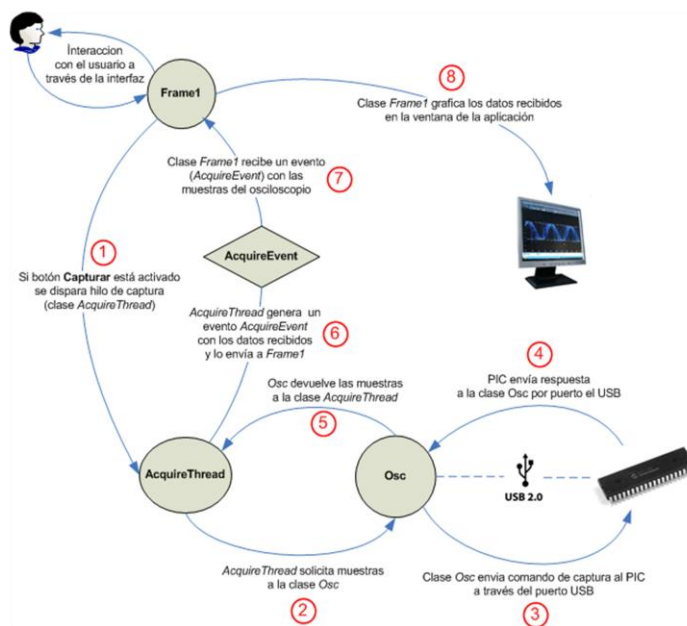 Interaccion
con el usuario a
través de la interfaz
Frame1
8
Clase Frame1 grafica los datos recibidos
en la ventana de la aplicación
Clase Frame1 recibe un evento
(AcquireEvent) con las
muestras del osciloscopio
7
1
Si botón Capturar está activado
se dispara hilo de captura
(clase AcquireThread)
AcquireEvent
AcquireThread genera un
evento AcquireEvent
con los datos recibidos
y lo envía a Frame1
6
4
PIC envía respuesta
a la clase Osc por puerto el USB
Osc devuelve las muestras
a la clase AcquireThread
5
AcquireThread
Osc
USB 2.0
AcquireThread solicita muestras
a la clase Osc
2
Clase Osc envia comando de captura al PIC
a través del puerto USB
3